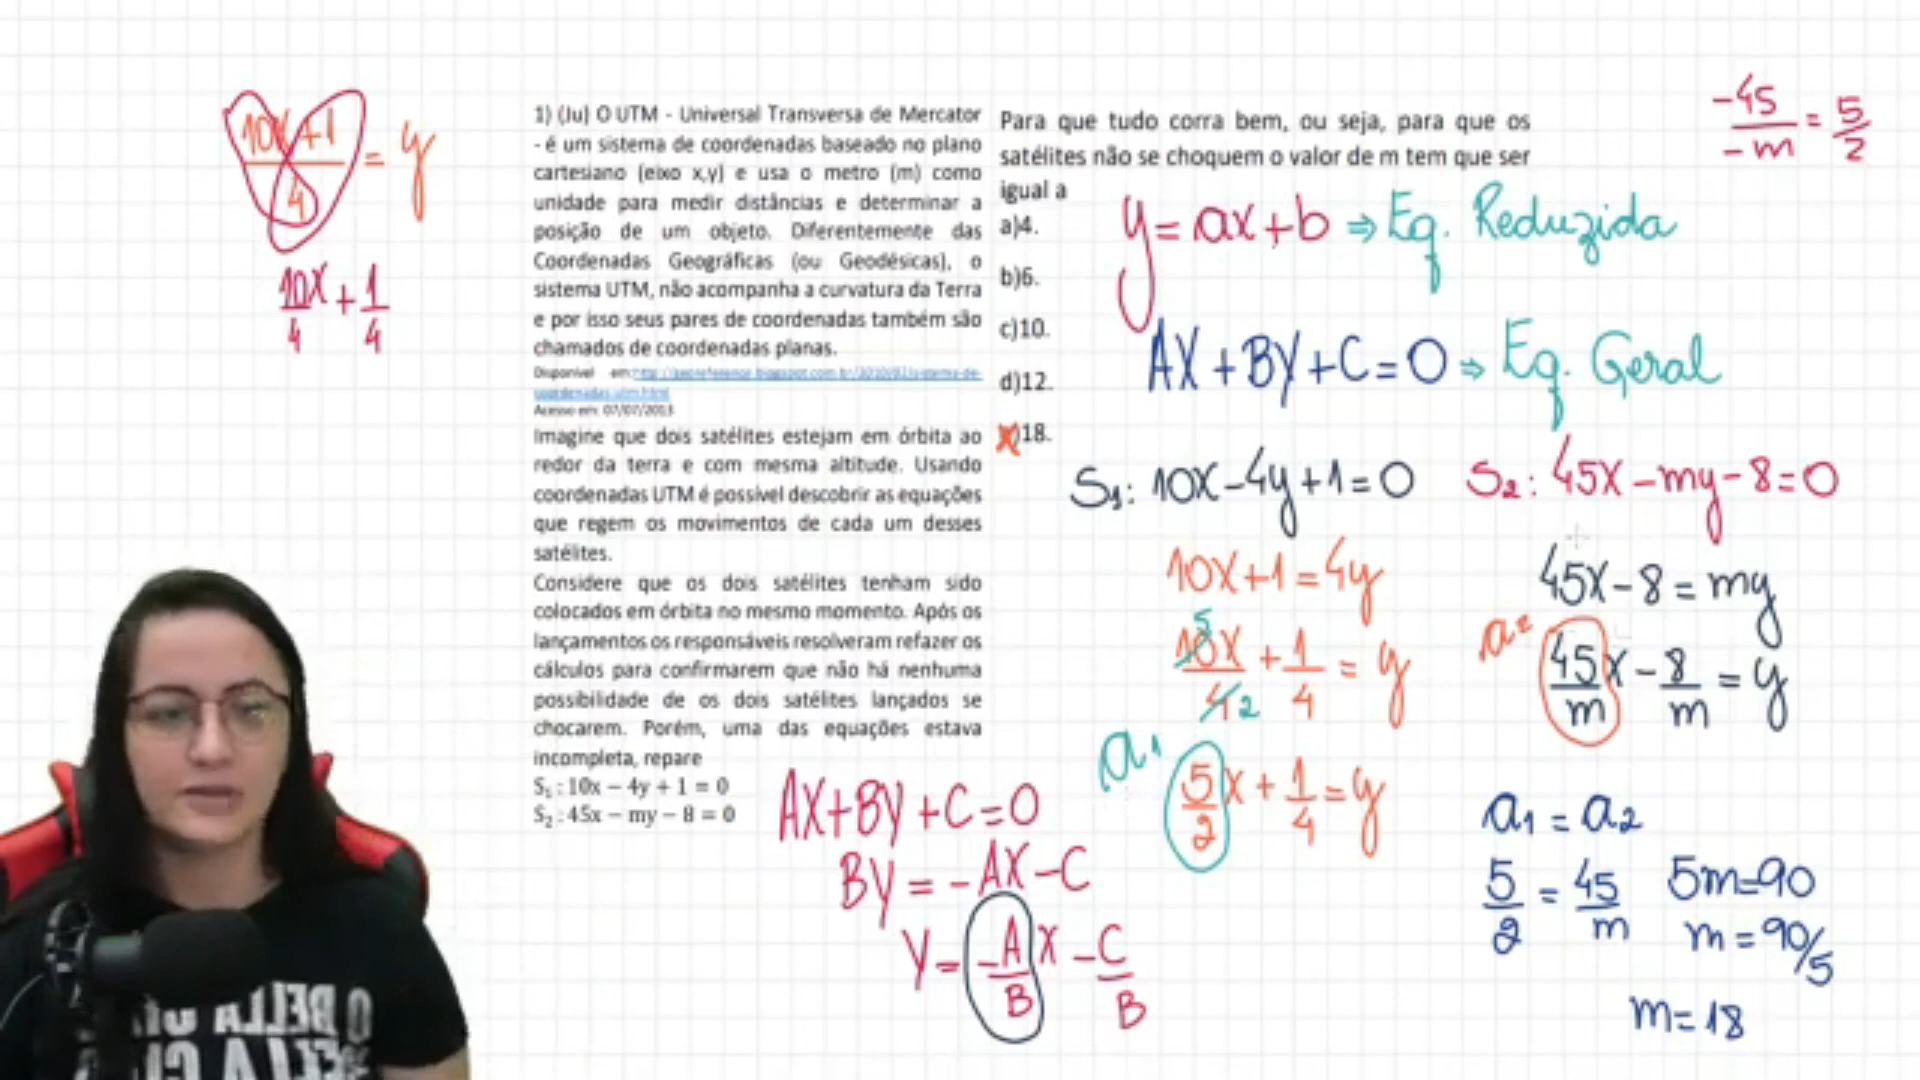 10x+1
4
= y
10x/4 + 1/4
1) (Ju) O UTM - Universal Transversa de Mercator
- é um sistema de coordenadas baseado no plano
cartesiano (eixo x,y) e usa o metro (m) como
unidade para medir distâncias e determinar a
posição de um objeto. Diferentemente das
Coordenadas Geográficas (ou Geodésicas), o
sistema UTM, não acompanha a curvatura da Terra
e por isso seus pares de coordenadas também são
chamados de coordenadas planas.
Disponível em:
Acesso em: 07/07/2013
Imagine que dois satélites estejam em órbita ao
redor da terra e com mesma altitude. Usando
coordenadas UTM é possível descobrir as equações
que regem os movimentos de cada um desses
satélites.
Considere que os dois satélites tenham sido
colocados em órbita no mesmo momento. Após os
lançamentos os responsáveis resolveram refazer os
cálculos para confirmarem que não há nenhuma
possibilidade de os dois satélites lançados se
chocarem. Porém, uma das equações estava
incompleta, repare
S₁ : 10x − 4y + 1 = 0
S₂ : 45x − my − 8 = 0
Para que tudo corra bem, ou seja, para que os
satélites não se choquem o valor de m tem que ser
igual a
a)4.
b)6.
c)10.
d)12.
x)18.
-45/-m = 5/2
y = ax+b ⇒ Eq. Reduzida
AX+BY+C=0 ⇒ Eq. Geral
S₁: 10x-4y+1=0
10x+1=4y
5
10x/4 + 1/4 = y
2
a₁
5/2 x + 1/4 = y
S₂: 45x-my-8=0
45x-8=my
a₂
45/m x - 8/m = y
a₁ = a₂
5/2 = 45/m
5m=90
m=90/5
m=18
AX+BY+C=0
BY = -AX-C
Y = -A/B X - C/B
O BELLA
BELLA